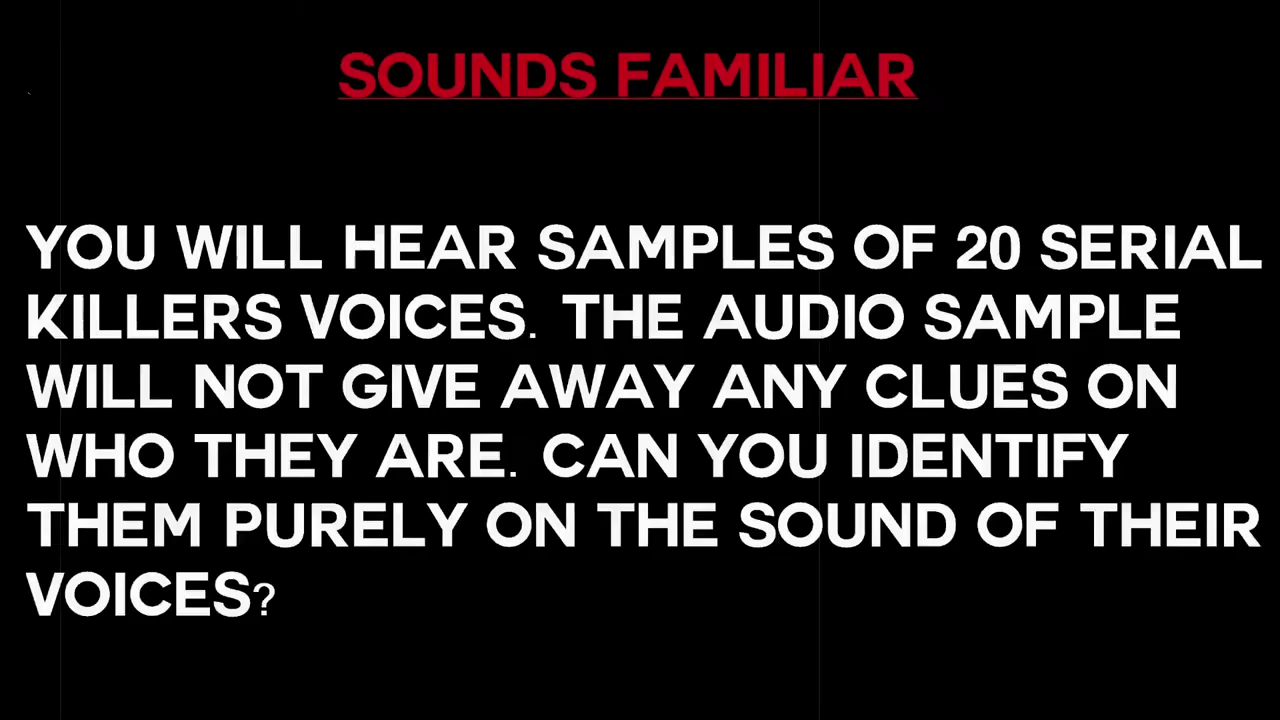 SOUNDS FAMILIAR
YOU WILL HEAR SAMPLES OF 20 SERIAL
KILLERS VOICES. THE AUDIO SAMPLE
WILL NOT GIVE AWAY ANY CLUES ON
WHO THEY ARE. CAN YOU IDENTIFY
THEM PURELY ON THE SOUND OF THEIR
VOICES?